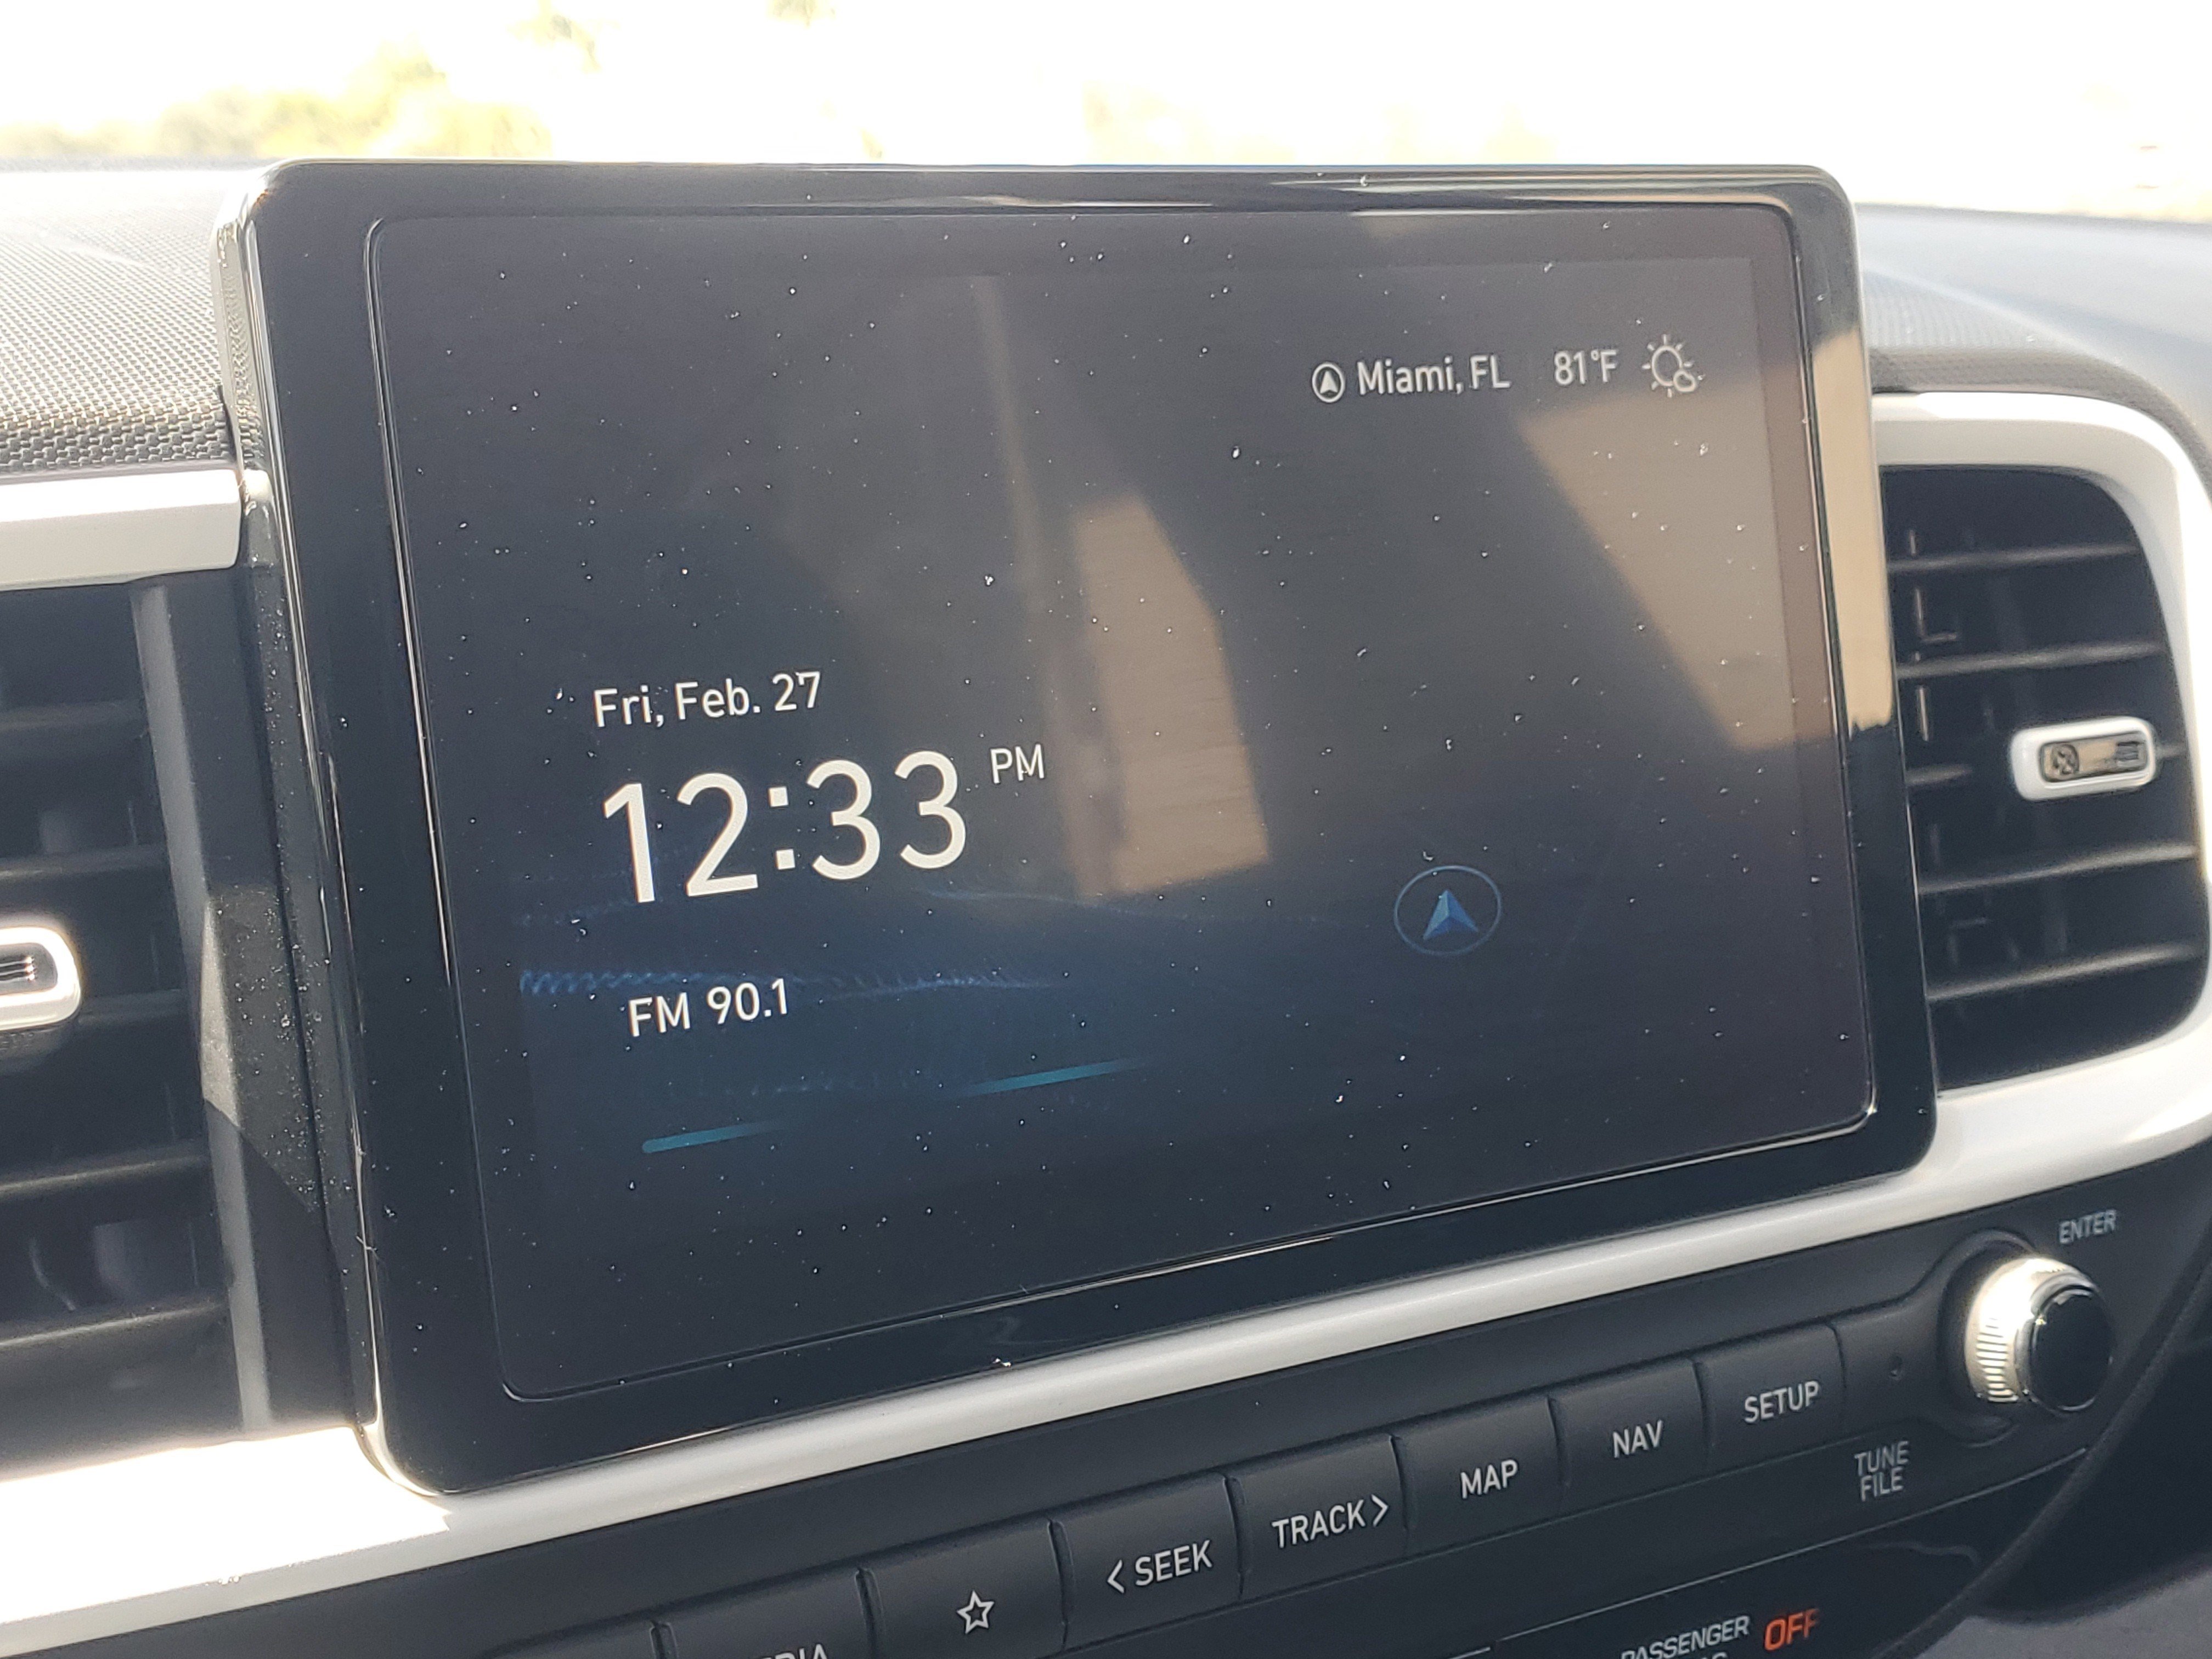 Miami, FL 81°F
Fri, Feb. 27
12:33 PM
FM 90.1
ENTER
TUNE
FILE
SETUP
NAV
MAP
TRACK >
< SEEK
PASSENGER OFF